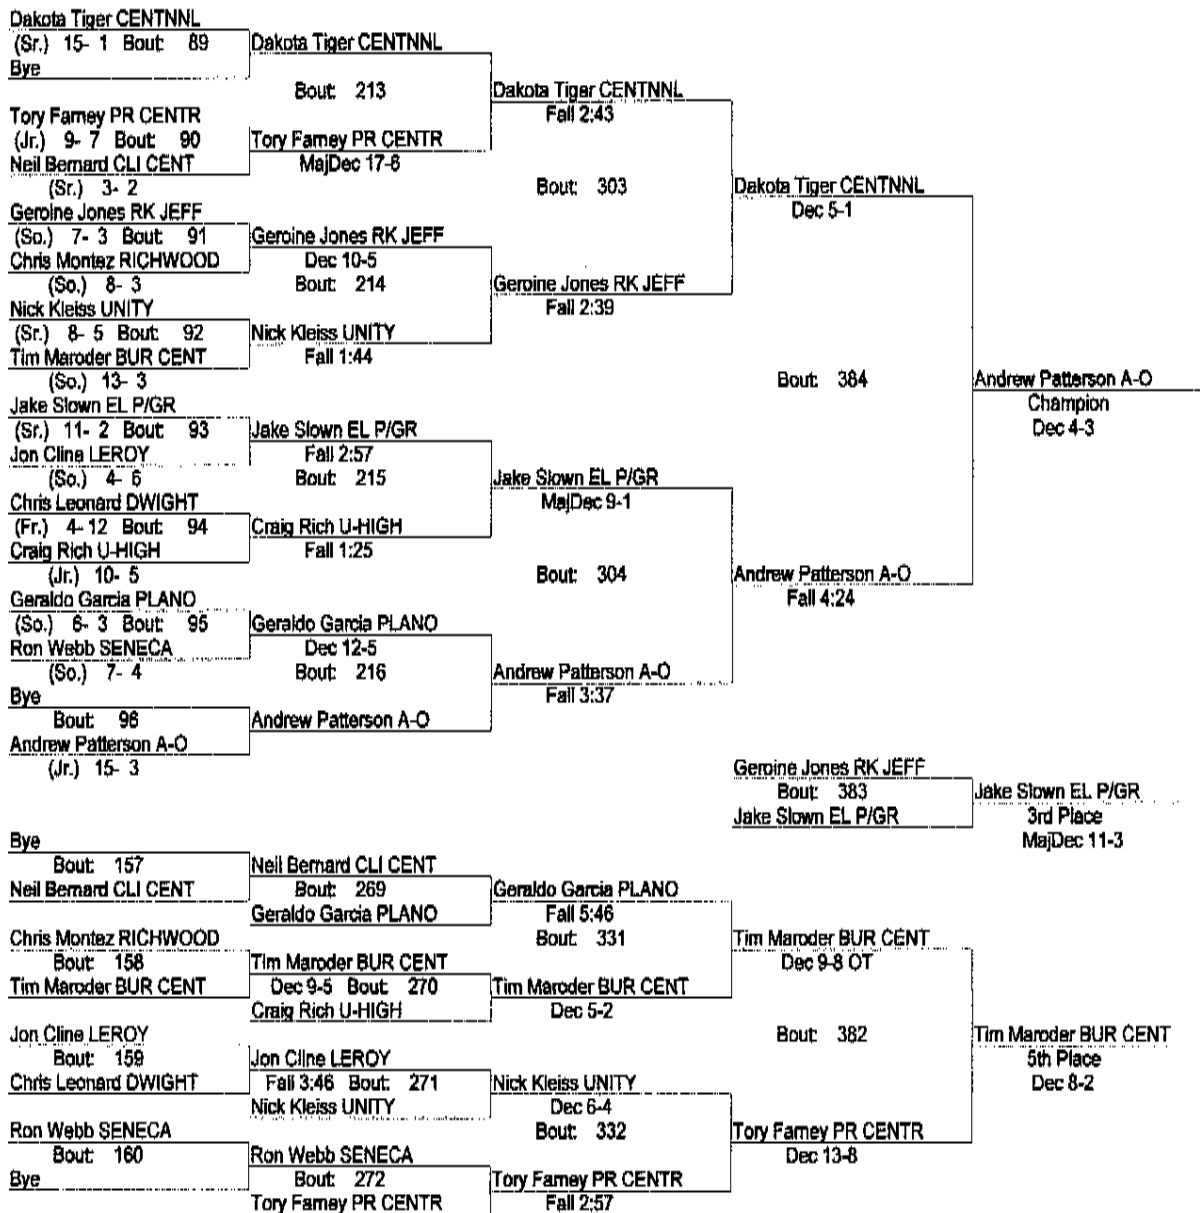 Dakota Tiger CENTNNL
(Sr.) 15- 1 Bout: 89
Bye
Dakota Tiger CENTNNL
Bout: 213
Tory Farney PR CENTR
(Jr.) 9- 7 Bout: 90
Neil Bernard CLI CENT
(Sr.) 3- 2
Tory Farney PR CENTR
MajDec 17-6
Dakota Tiger CENTNNL
Fall 2:43
Bout: 303
Geroine Jones RK JEFF
(So.) 7- 3 Bout: 91
Chris Montez RICHWOOD
(So.) 8- 3
Geroine Jones RK JEFF
Dec 10-5
Bout: 214
Nick Kleiss UNITY
(Sr.) 8- 5 Bout: 92
Tim Maroder BUR CENT
(So.) 13- 3
Nick Kleiss UNITY
Fall 1:44
Geroine Jones RK JEFF
Fall 2:39
Dakota Tiger CENTNNL
Dec 5-1
Bout: 384
Andrew Patterson A-O
Champion
Dec 4-3
Jake Slown EL P/GR
(Sr.) 11- 2 Bout: 93
Jon Cline LEROY
(So.) 4- 6
Jake Slown EL P/GR
Fall 2:57
Bout: 215
Chris Leonard DWIGHT
(Fr.) 4-12 Bout: 94
Craig Rich U-HIGH
(Jr.) 10- 5
Craig Rich U-HIGH
Fall 1:25
Jake Slown EL P/GR
MajDec 9-1
Bout: 304
Geraldo Garcia PLANO
(So.) 6- 3 Bout: 95
Ron Webb SENECA
(So.) 7- 4
Geraldo Garcia PLANO
Dec 12-5
Bout: 216
Bye
Bout: 96
Andrew Patterson A-O
(Jr.) 15- 3
Andrew Patterson A-O
Andrew Patterson A-O
Fall 3:37
Andrew Patterson A-O
Fall 4:24
Geroine Jones RK JEFF
Bout: 383
Jake Slown EL P/GR
Jake Slown EL P/GR
3rd Place
MajDec 11-3
Bye
Bout: 157
Neil Bernard CLI CENT
Neil Bernard CLI CENT
Bout: 269
Geraldo Garcia PLANO
Geraldo Garcia PLANO
Fall 5:46
Bout: 331
Chris Montez RICHWOOD
Bout: 158
Tim Maroder BUR CENT
Tim Maroder BUR CENT
Dec 9-5 Bout: 270
Craig Rich U-HIGH
Tim Maroder BUR CENT
Dec 5-2
Tim Maroder BUR CENT
Dec 9-8 OT
Bout: 382
Tim Maroder BUR CENT
5th Place
Dec 8-2
Jon Cline LEROY
Bout: 159
Chris Leonard DWIGHT
Jon Cline LEROY
Fall 3:46 Bout: 271
Nick Kleiss UNITY
Nick Kleiss UNITY
Dec 6-4
Bout: 332
Ron Webb SENECA
Bout: 160
Bye
Ron Webb SENECA
Bout: 272
Tory Farney PR CENTR
Tory Farney PR CENTR
Fall 2:57
Tory Farney PR CENTR
Dec 13-8